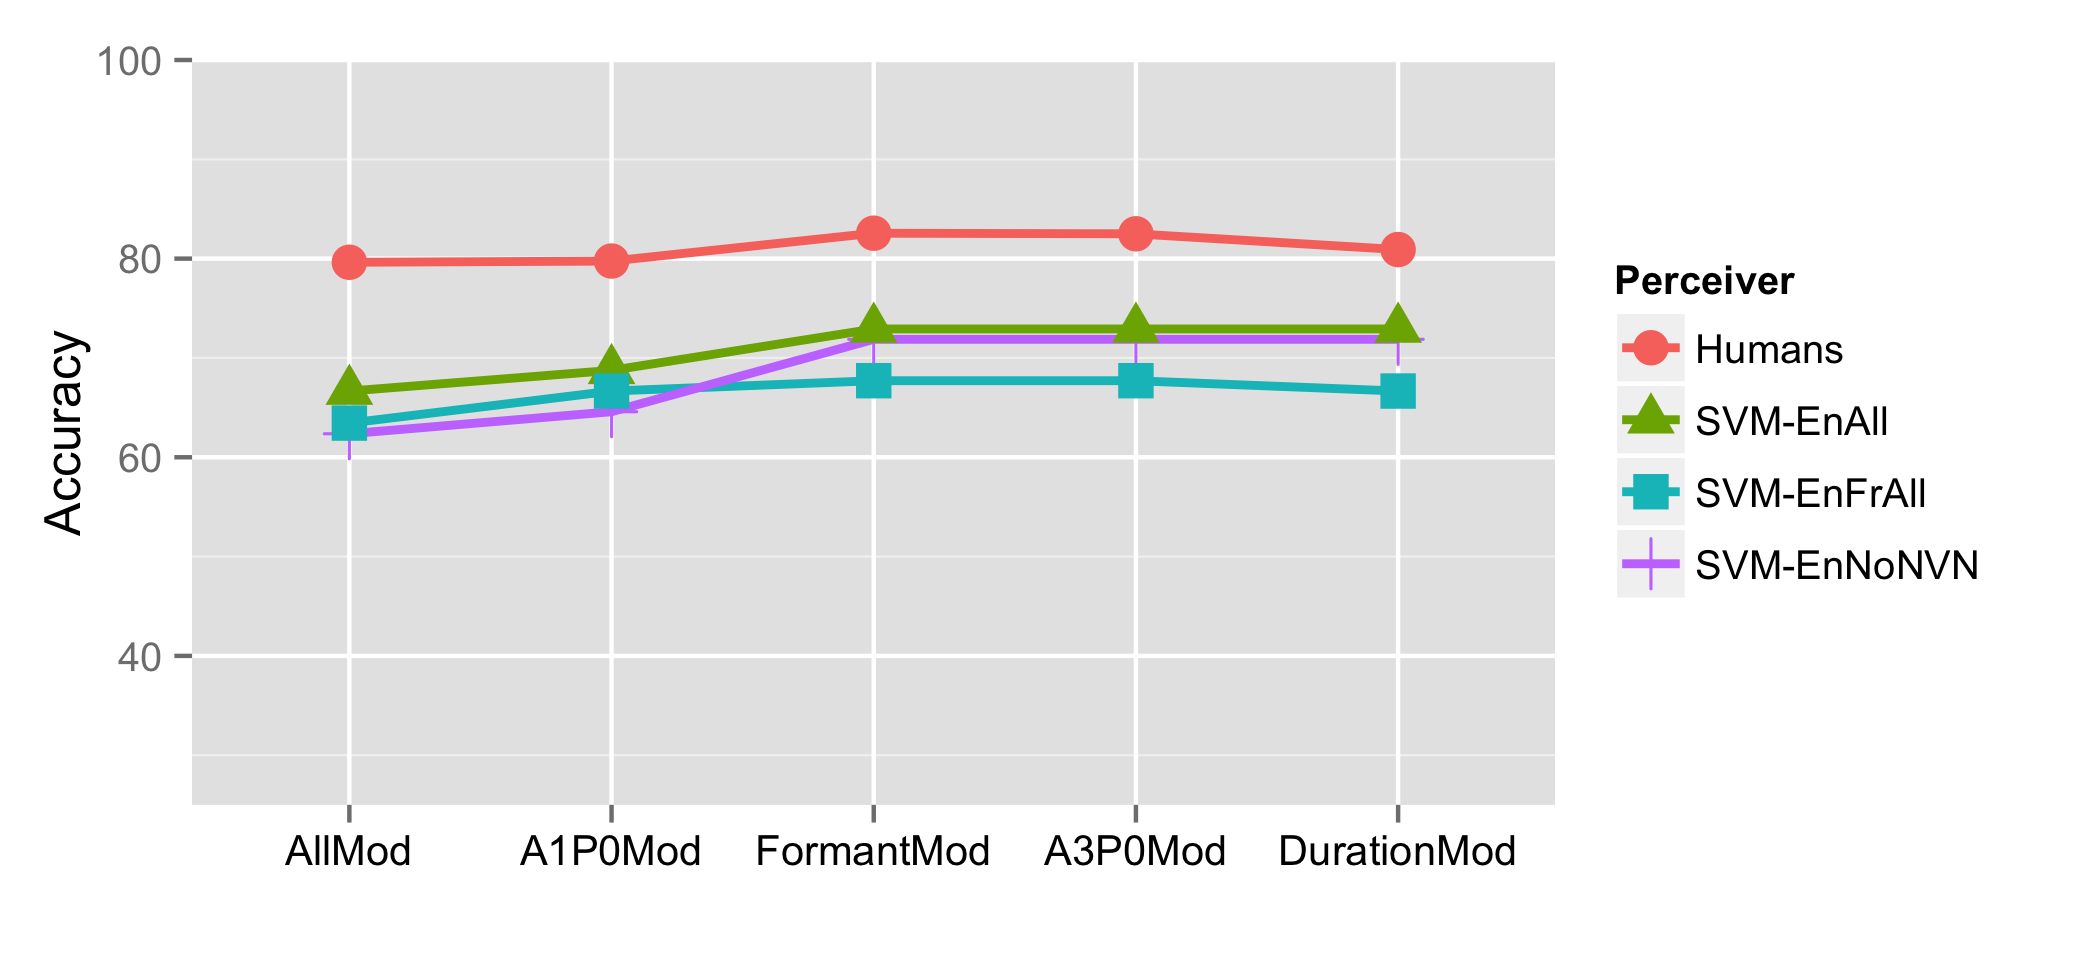 100
80
60
40
Accuracy
AllMod
A1P0Mod
FormantMod
A3P0Mod
DurationMod
Perceiver
Humans
SVM-EnAll
SVM-EnFrAll
SVM-EnNoNVN